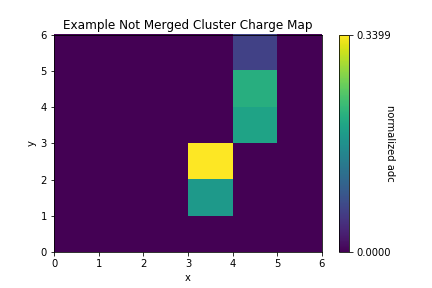 Example Not Merged Cluster Charge Map
6
5
4
3
2
1
0
y
0 1 2 3 4 5 6
x
0.3399
0.0000
normalized adc